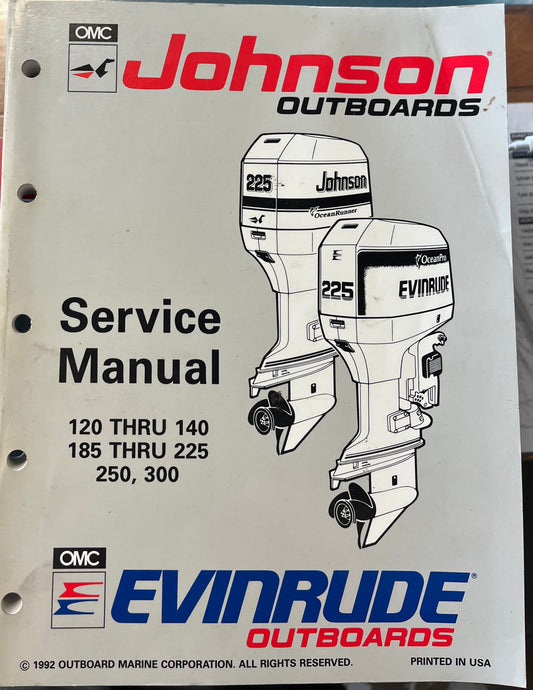 OMC
Johnson®
OUTBOARDS
225 Johnson
OceanRunner
OceanPro
225 EVINRUDE
Service
Manual
120 THRU 140
185 THRU 225
250, 300
OMC
EVINRUDE®
OUTBOARDS
© 1992 OUTBOARD MARINE CORPORATION. ALL RIGHTS RESERVED. PRINTED IN USA